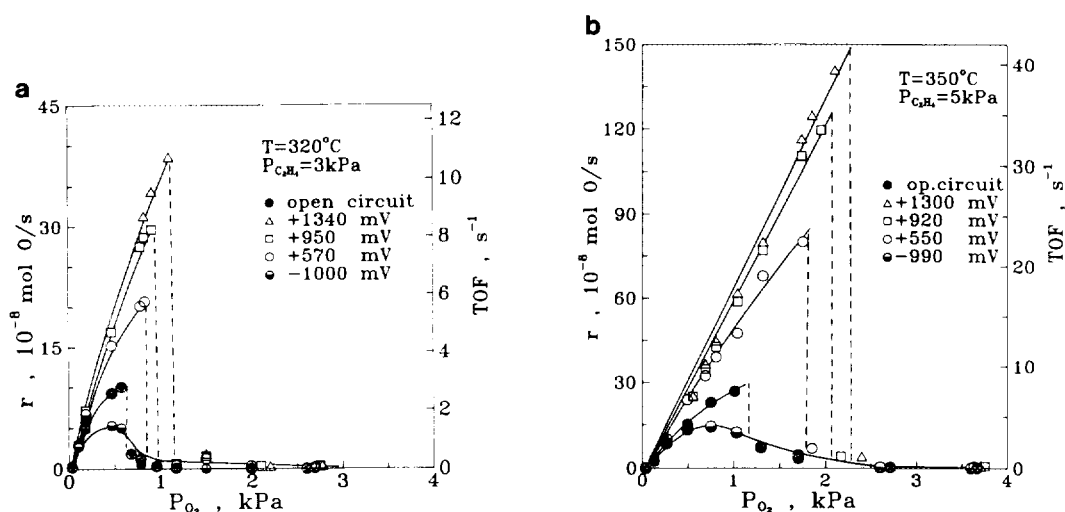 a
45
30
15
0
r , 10⁻⁸ mol O/s
T=320°C
P_C₂H₄=3kPa
open circuit
+1340 mV
+950 mV
+570 mV
−1000 mV
12
10
8
6
4
2
0
TOF , s⁻¹
0 1 2 3 4
P_O₂ , kPa
b
150
120
90
60
30
0
r , 10⁻⁸ mol O/s
T=350°C
P_C₂H₄=5kPa
op.circuit
+1300 mV
+920 mV
+550 mV
−990 mV
40
30
20
10
0
TOF , s⁻¹
0 1 2 3 4
P_O₂ , kPa